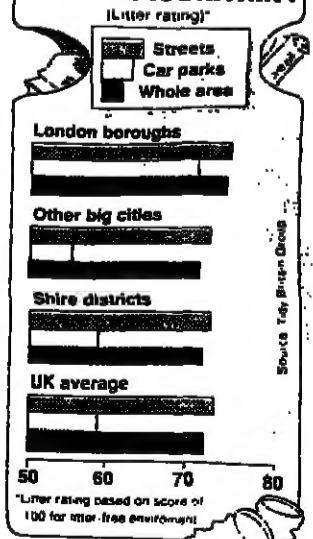 (Litter rating)*
Streets
Car parks
Whole area
London boroughs
Other big cities
Shire districts
UK average
50 60 70 80
*Litter rating based on score of
100 for litter-free enviroment
Source Tidy Britain Group